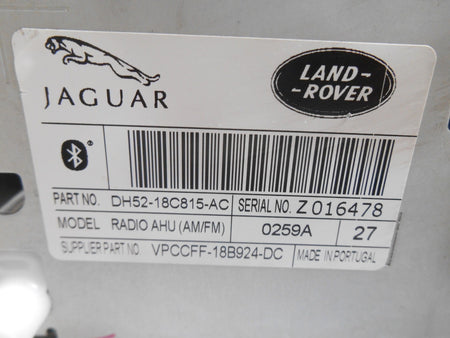 JAGUAR
LAND-
-ROVER
PART NO. DH52-18C815-AC SERIAL NO. Z016478
MODEL RADIO AHU (AM/FM) 0259A 27
SUPPLIER PART NO. VPCCFF-18B924-DC MADE IN PORTUGAL